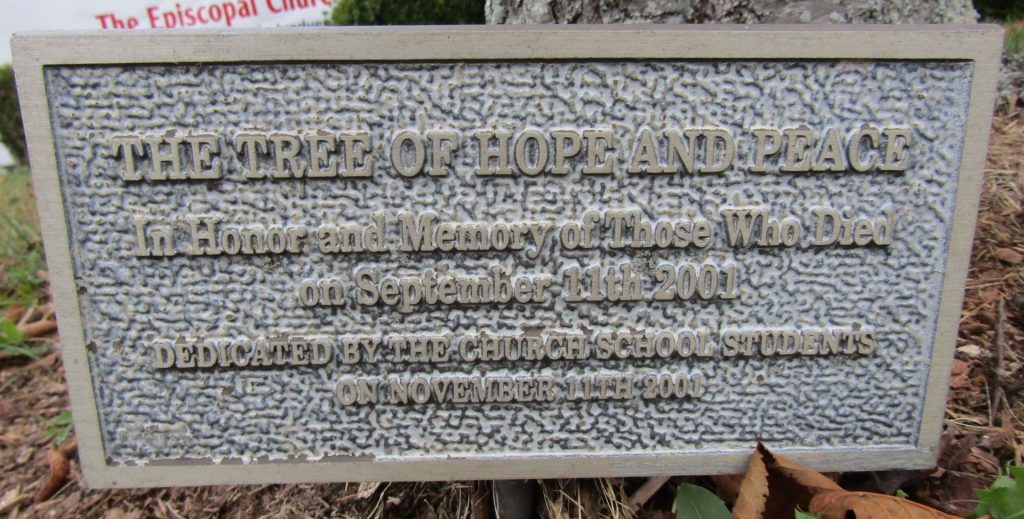 The Episcopal Churc
THE TREE OF HOPE AND PEACE
In Honor and Memory of Those Who Died
on September 11th 2001
DEDICATED BY THE CHURCH SCHOOL STUDENTS
ON NOVEMBER 11TH 2001